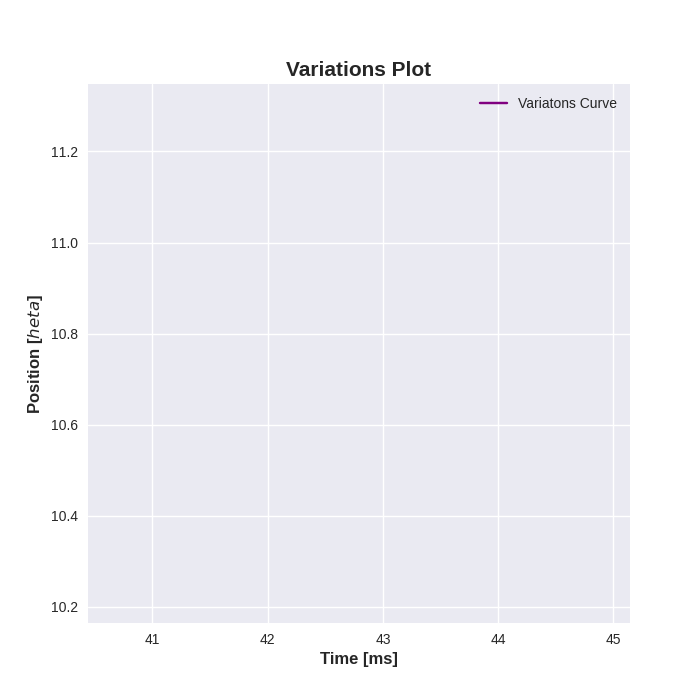 Variations Plot
Variatons Curve
11.2
11.0
10.8
10.6
10.4
10.2
Position [heta]
41 42 43 44 45
Time [ms]